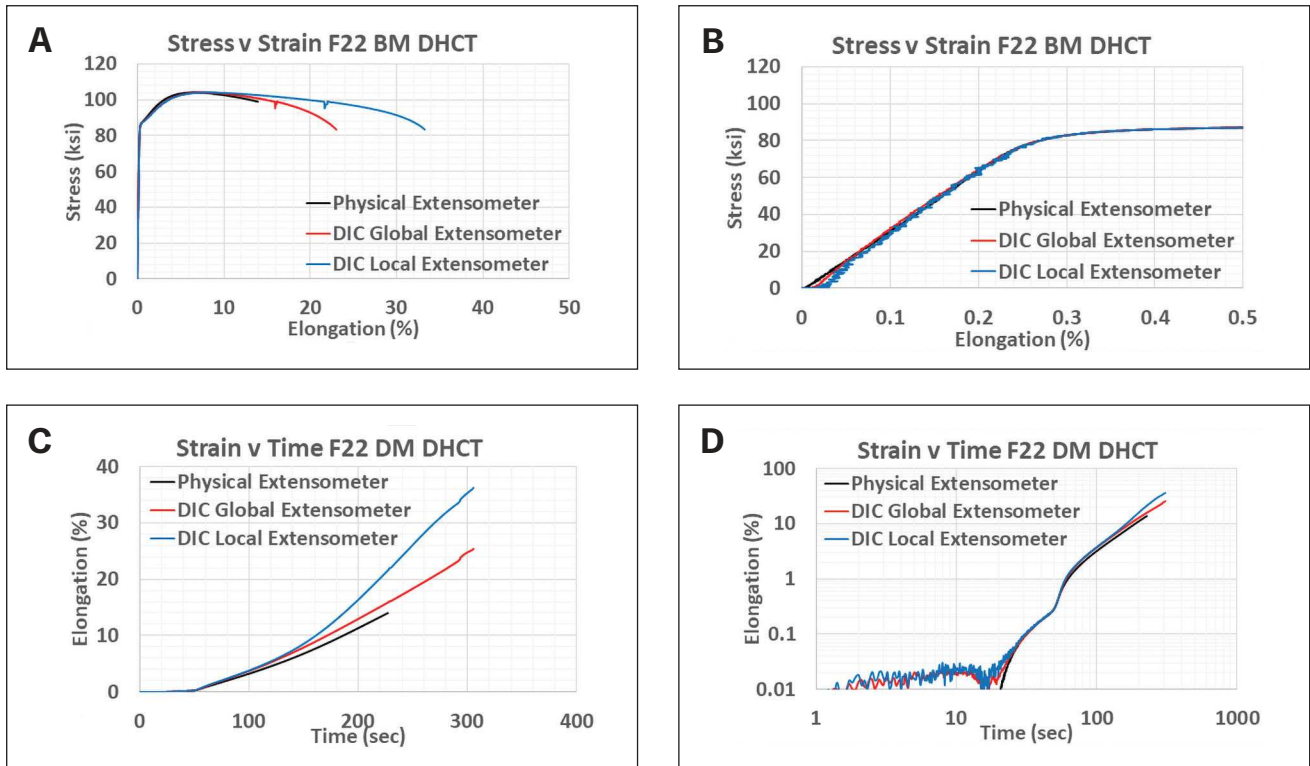 A
Stress v Strain F22 BM DHCT
120
100
80
60
40
20
0
Stress (ksi)
Physical Extensometer
DIC Global Extensometer
DIC Local Extensometer
0 10 20 30 40 50
Elongation (%)
B
Stress v Strain F22 BM DHCT
120
100
80
60
40
20
0
Stress (ksi)
Physical Extensometer
DIC Global Extensometer
DIC Local Extensometer
0 0.1 0.2 0.3 0.4 0.5
Elongation (%)
C
Strain v Time F22 DM DHCT
40
30
20
10
0
Elongation (%)
Physical Extensometer
DIC Global Extensometer
DIC Local Extensometer
0 100 200 300 400
Time (sec)
D
Strain v Time F22 DM DHCT
100
10
1
0.1
0.01
Elongation (%)
Physical Extensometer
DIC Global Extensometer
DIC Local Extensometer
1 10 100 1000
Time (sec)